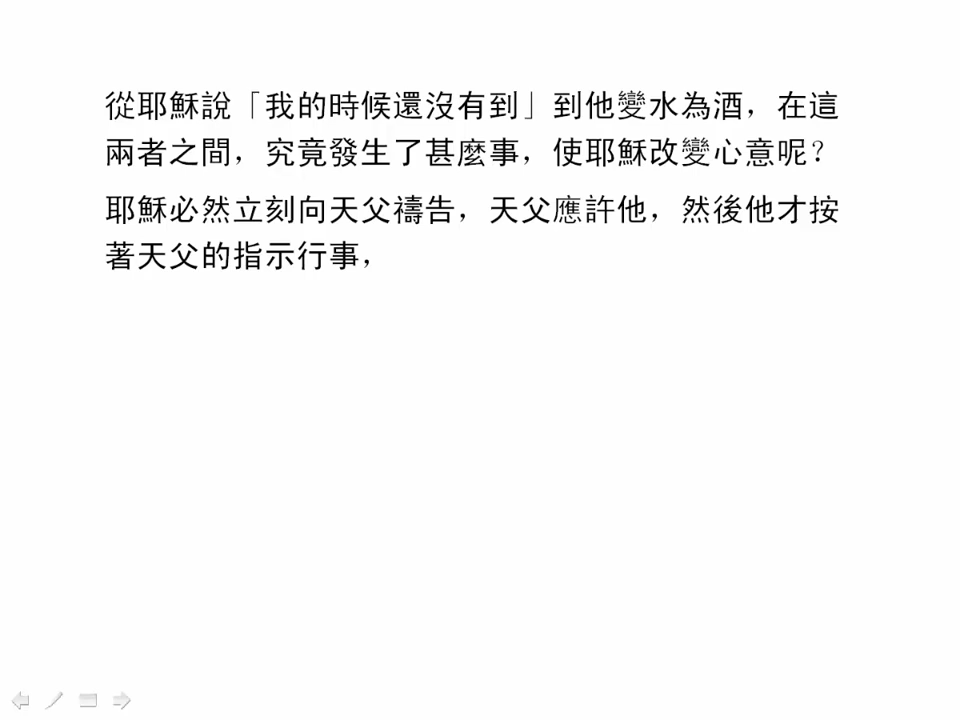 從耶穌說「我的時候還沒有到」到他變水為酒，在這
兩者之間，究竟發生了甚麼事，使耶穌改變心意呢？
耶穌必然立刻向天父禱告，天父應許他，然後他才按
著天父的指示行事，